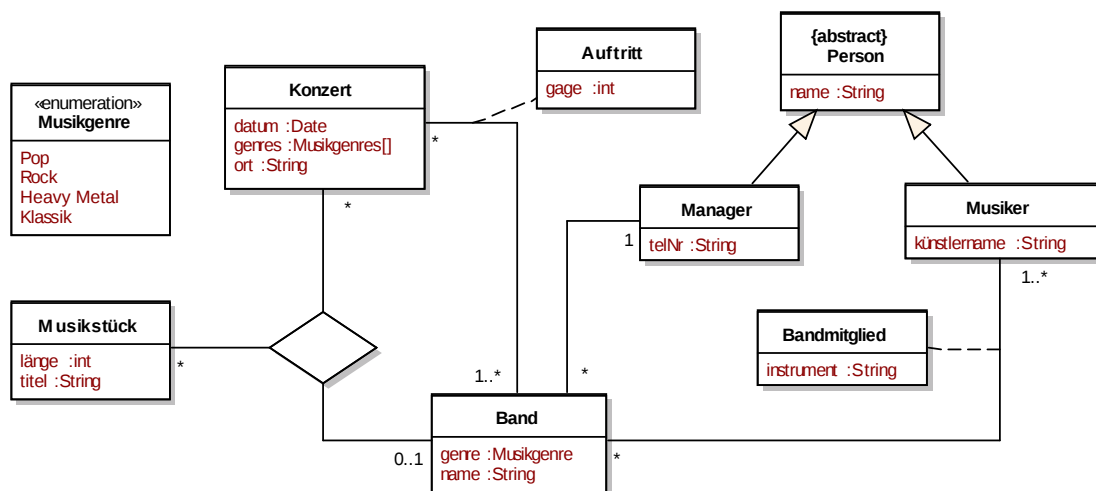 «enumeration»
Musikgenre
Pop
Rock
Heavy Metal
Klassik
Konzert
datum :Date
genres :Musikgenres[]
ort :String
*
*
Auftritt
gage :int
{abstract}
Person
name :String
Manager
telNr :String
1
Musiker
künstlername :String
1..*
Musikstück
länge :int
titel :String
*
Bandmitglied
instrument :String
1..*
*
Band
genre :Musikgenre
name :String
0..1
*